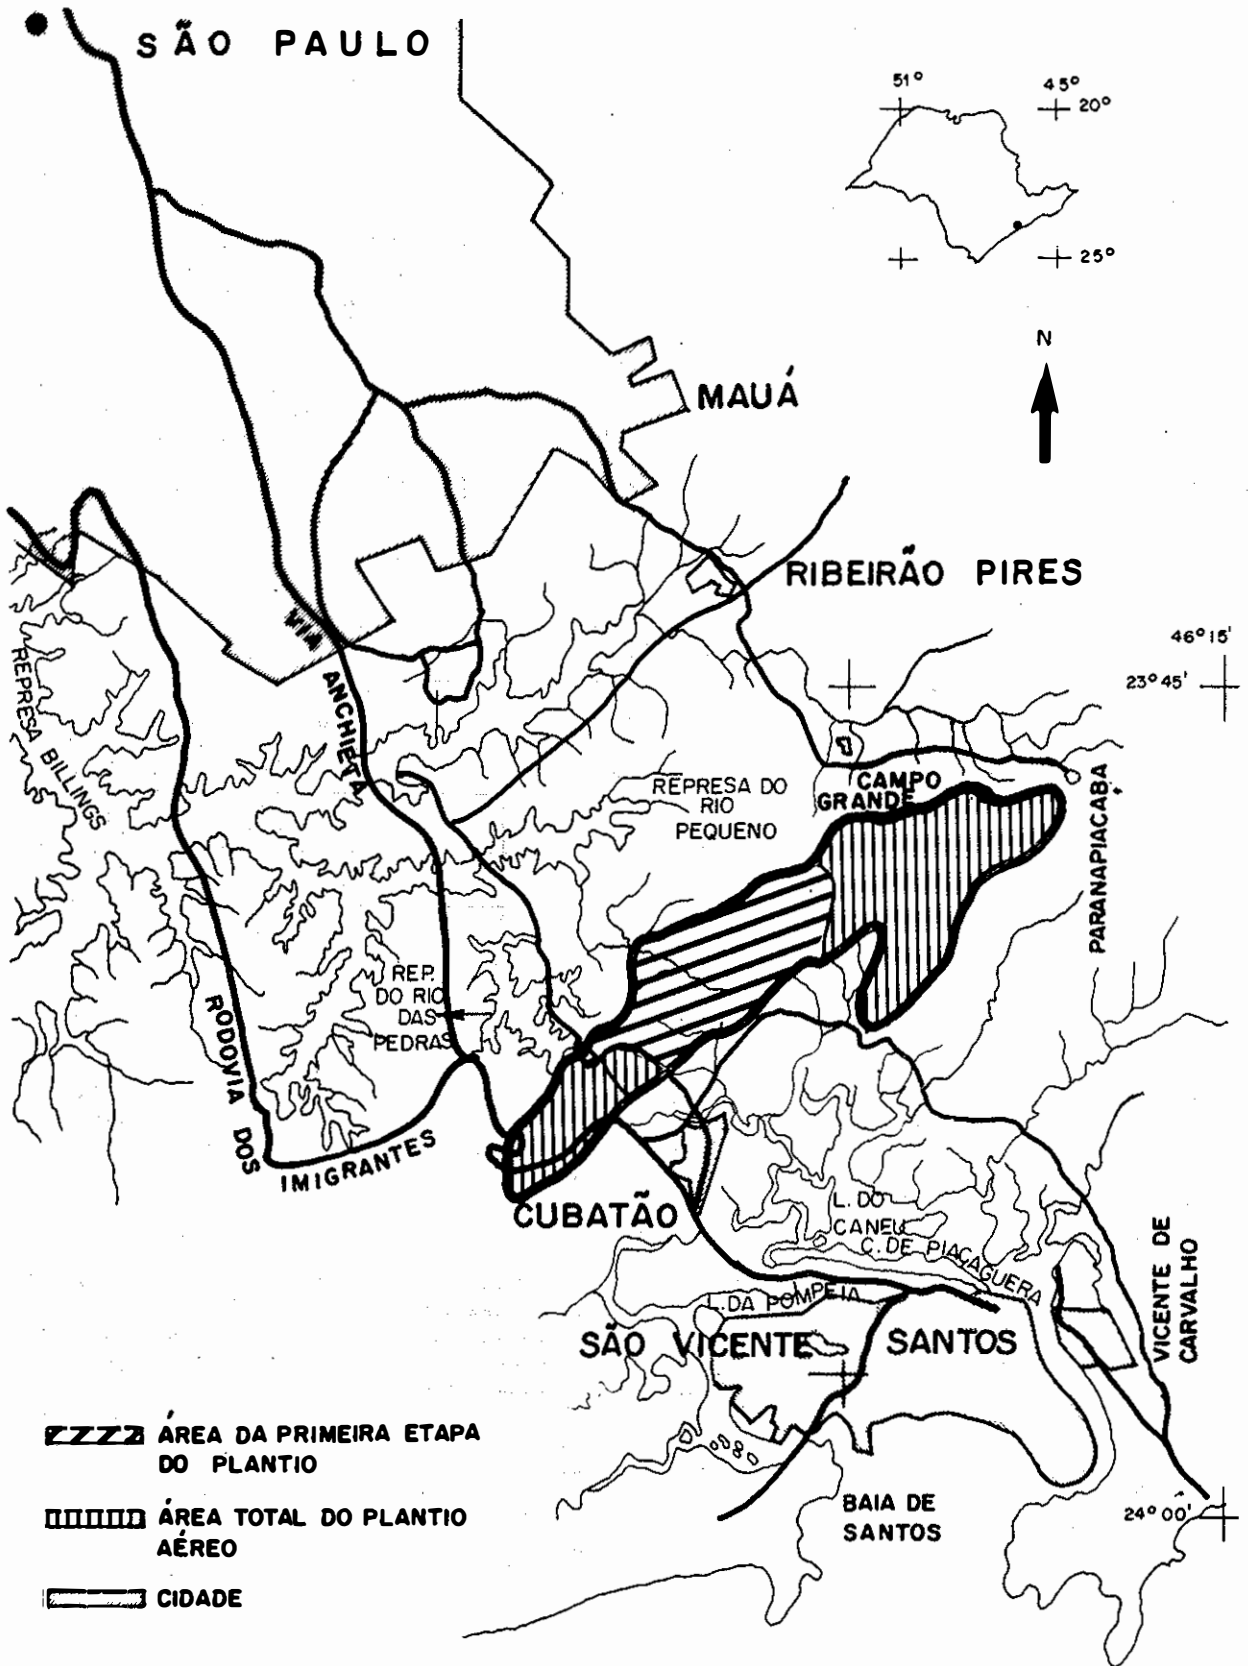 SÃO PAULO
51°
45°
20°
25°
N
MAUÁ
RIBEIRÃO PIRES
46°15'
23°45'
VIA
ANCHIETA
REPRESA BILLINGS
CAMPO
GRANDE
REPRESA DO
RIO
PEQUENO
PARANAPIACABA
REP.
DO RIO
DAS
PEDRAS
RODOVIA DOS
IMIGRANTES
CUBATÃO
L. DO
CANEU
C. DE PIAÇAGUERA
L. DA POMPEIA
SÃO VICENTE
SANTOS
VICENTE DE
CARVALHO
ÁREA DA PRIMEIRA ETAPA
DO PLANTIO
ÁREA TOTAL DO PLANTIO
AÉREO
CIDADE
BAIA DE
SANTOS
24°00'